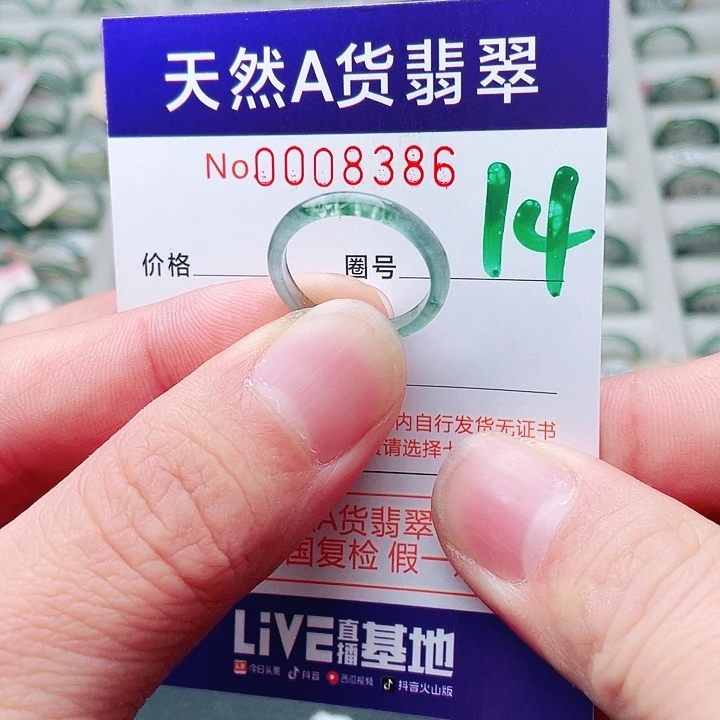 天然A货翡翠
No0008386
14
价格 圈号
内自行发货无证书
请选择
A货翡翠
国复检 假一
LiVE直播基地
今日头条 抖音 西瓜视频 抖音火山版